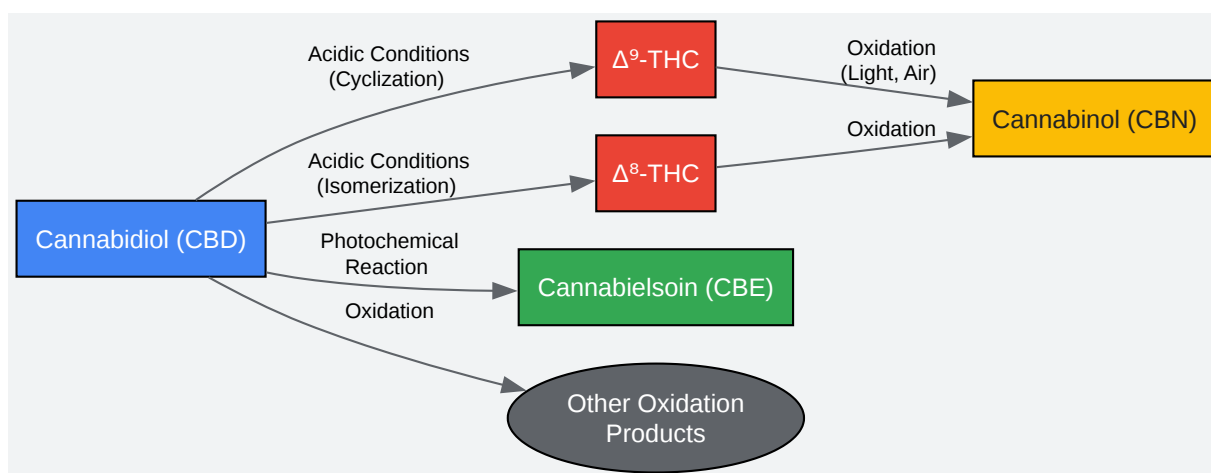 Acidic Conditions
(Cyclization)
Δ⁹-THC
Oxidation
(Light, Air)
Cannabinol (CBN)
Acidic Conditions
(Isomerization)
Δ⁸-THC
Oxidation
Cannabidiol (CBD)
Photochemical
Reaction
Cannabielsoin (CBE)
Oxidation
Other Oxidation
Products